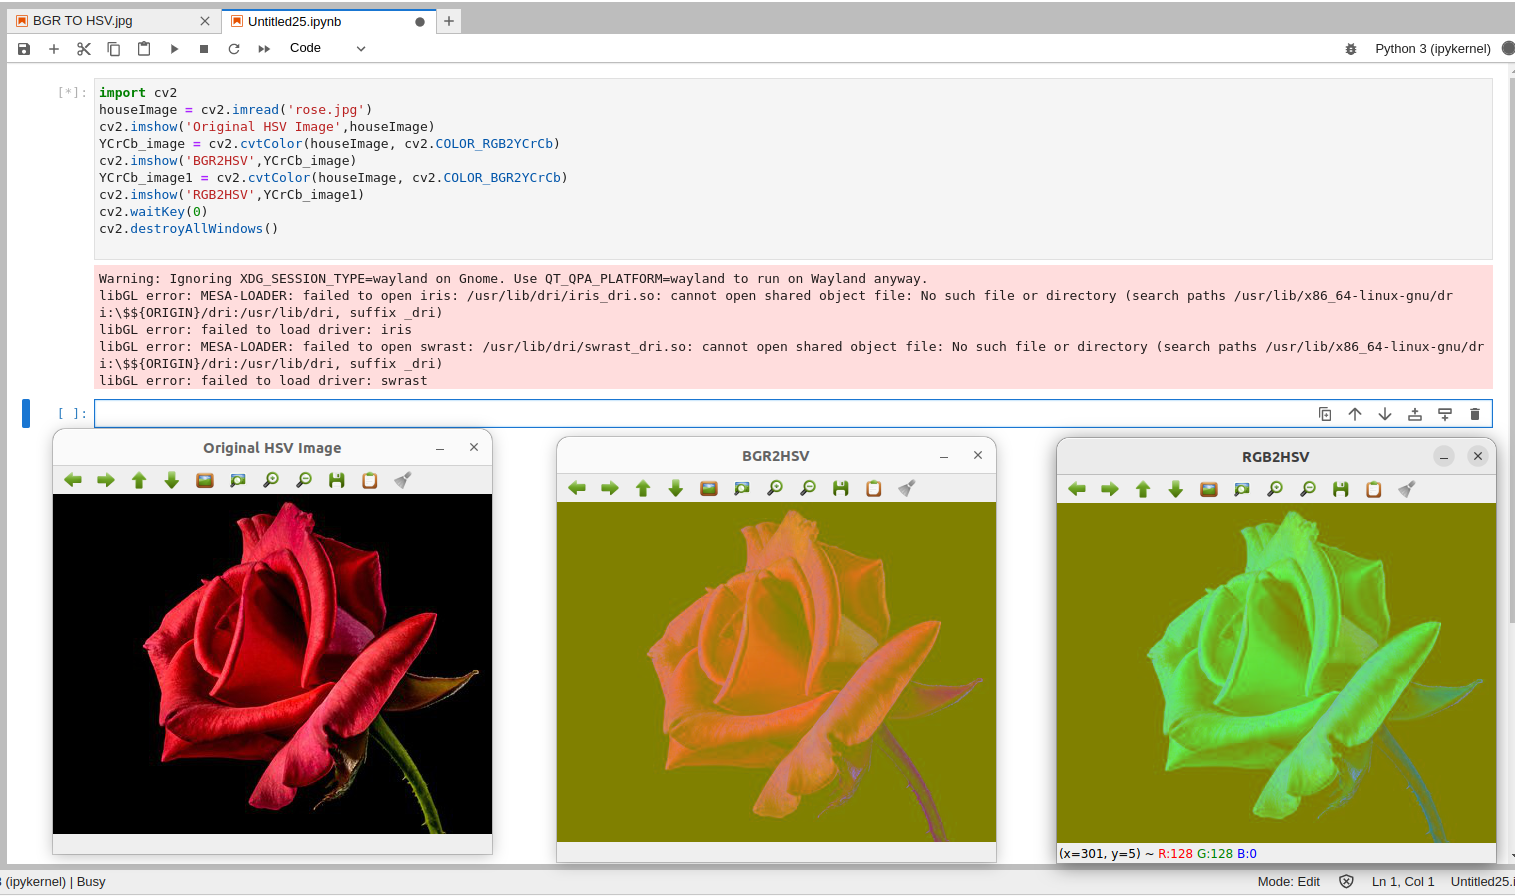 BGR TO HSV.jpg
Untitled25.ipynb
Code
Python 3 (ipykernel)
[*]:
import cv2
houseImage = cv2.imread('rose.jpg')
cv2.imshow('Original HSV Image',houseImage)
YCrCb_image = cv2.cvtColor(houseImage, cv2.COLOR_RGB2YCrCb)
cv2.imshow('BGR2HSV',YCrCb_image)
YCrCb_image1 = cv2.cvtColor(houseImage, cv2.COLOR_BGR2YCrCb)
cv2.imshow('RGB2HSV',YCrCb_image1)
cv2.waitKey(0)
cv2.destroyAllWindows()
Warning: Ignoring XDG_SESSION_TYPE=wayland on Gnome. Use QT_QPA_PLATFORM=wayland to run on Wayland anyway.
libGL error: MESA-LOADER: failed to open iris: /usr/lib/dri/iris_dri.so: cannot open shared object file: No such file or directory (search paths /usr/lib/x86_64-linux-gnu/dr
i:\$${ORIGIN}/dri:/usr/lib/dri, suffix _dri)
libGL error: failed to load driver: iris
libGL error: MESA-LOADER: failed to open swrast: /usr/lib/dri/swrast_dri.so: cannot open shared object file: No such file or directory (search paths /usr/lib/x86_64-linux-gnu/dr
i:\$${ORIGIN}/dri:/usr/lib/dri, suffix _dri)
libGL error: failed to load driver: swrast
[ ]:
Original HSV Image
BGR2HSV
RGB2HSV
(x=301, y=5) ~ R:128 G:128 B:0
(ipykernel) | Busy
Mode: Edit
Ln 1, Col 1
Untitled25.i